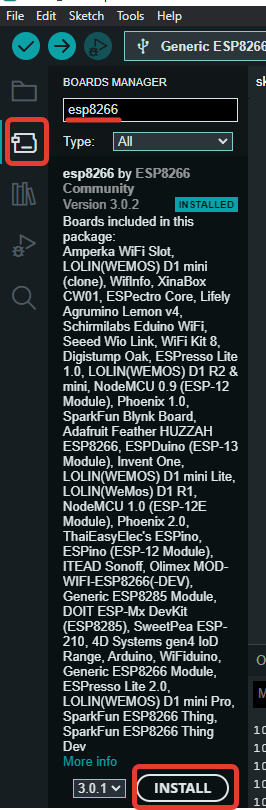 File Edit Sketch Tools Help
Generic ESP8266
BOARDS MANAGER
esp8266
Type: All
esp8266 by ESP8266
Community
Version 3.0.2 INSTALLED
Boards included in this
package:
Amperka WiFi Slot,
LOLIN(WEMOS) D1 mini
(clone), WifInfo, XinaBox
CW01, ESPectro Core, Lifely
Agrumino Lemon v4,
Schirmilabs Eduino WiFi,
Seeed Wio Link, WiFi Kit 8,
Digistump Oak, ESPresso Lite
1.0, LOLIN(WEMOS) D1 R2 &
mini, NodeMCU 0.9 (ESP-12
Module), Phoenix 1.0,
SparkFun Blynk Board,
Adafruit Feather HUZZAH
ESP8266, ESPDuino (ESP-13
Module), Invent One,
LOLIN(WEMOS) D1 mini Lite,
LOLIN(WeMos) D1 R1,
NodeMCU 1.0 (ESP-12E
Module), Phoenix 2.0,
ThaiEasyElec's ESPino,
ESPino (ESP-12 Module),
ITEAD Sonoff, Olimex MOD-
WIFI-ESP8266(-DEV),
Generic ESP8285 Module,
DOIT ESP-Mx DevKit
(ESP8285), SweetPea ESP-
210, 4D Systems gen4 IoD
Range, Arduino, WiFiduino,
Generic ESP8266 Module,
ESPresso Lite 2.0,
LOLIN(WEMOS) D1 mini Pro,
SparkFun ESP8266 Thing,
SparkFun ESP8266 Thing
Dev
More info
3.0.1 INSTALL